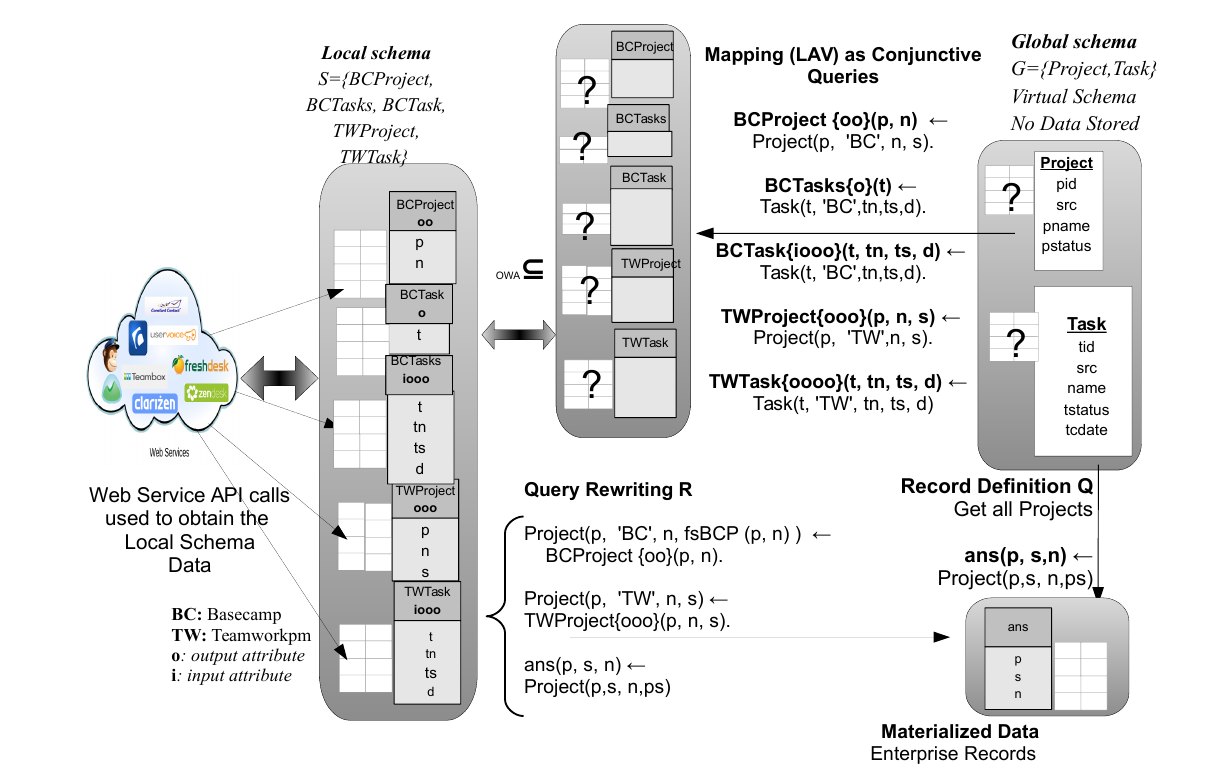 Local schema
S={BCProject,
BCTasks, BCTask,
TWProject,
TWTask}
BCProject
oo
p
n
BCTask
o
t
BCTasks
iooo
t
tn
ts
d
TWProject
ooo
p
n
s
TWTask
iooo
t
tn
ts
d
Constant Contact
uservoice
freshdesk
Teambox
zendesk
clarizen
Web Services
Web Service API calls
used to obtain the
Local Schema
Data
BC: Basecamp
TW: Teamworkpm
o: output attribute
i: input attribute
OWA ⊆
BCProject
?
BCTasks
?
BCTask
?
TWProject
?
TWTask
?
Mapping (LAV) as Conjunctive
Queries
BCProject {oo}(p, n) ←
Project(p, 'BC', n, s).
BCTasks{o}(t) ←
Task(t, 'BC',tn,ts,d).
BCTask{iooo}(t, tn, ts, d) ←
Task(t, 'BC',tn,ts,d).
TWProject{ooo}(p, n, s) ←
Project(p, 'TW',n, s).
TWTask{oooo}(t, tn, ts, d) ←
Task(t, 'TW', tn, ts, d)
Global schema
G={Project,Task}
Virtual Schema
No Data Stored
Project
pid
src
pname
pstatus
?
Task
tid
src
name
tstatus
tcdate
?
Query Rewriting R
Project(p, 'BC', n, fsBCP (p, n) ) ←
BCProject {oo}(p, n).
Project(p, 'TW', n, s) ←
TWProject{ooo}(p, n, s).
ans(p, s, n) ←
Project(p,s, n,ps)
Record Definition Q
Get all Projects
ans(p, s,n) ←
Project(p,s, n,ps)
ans
p
s
n
Materialized Data
Enterprise Records